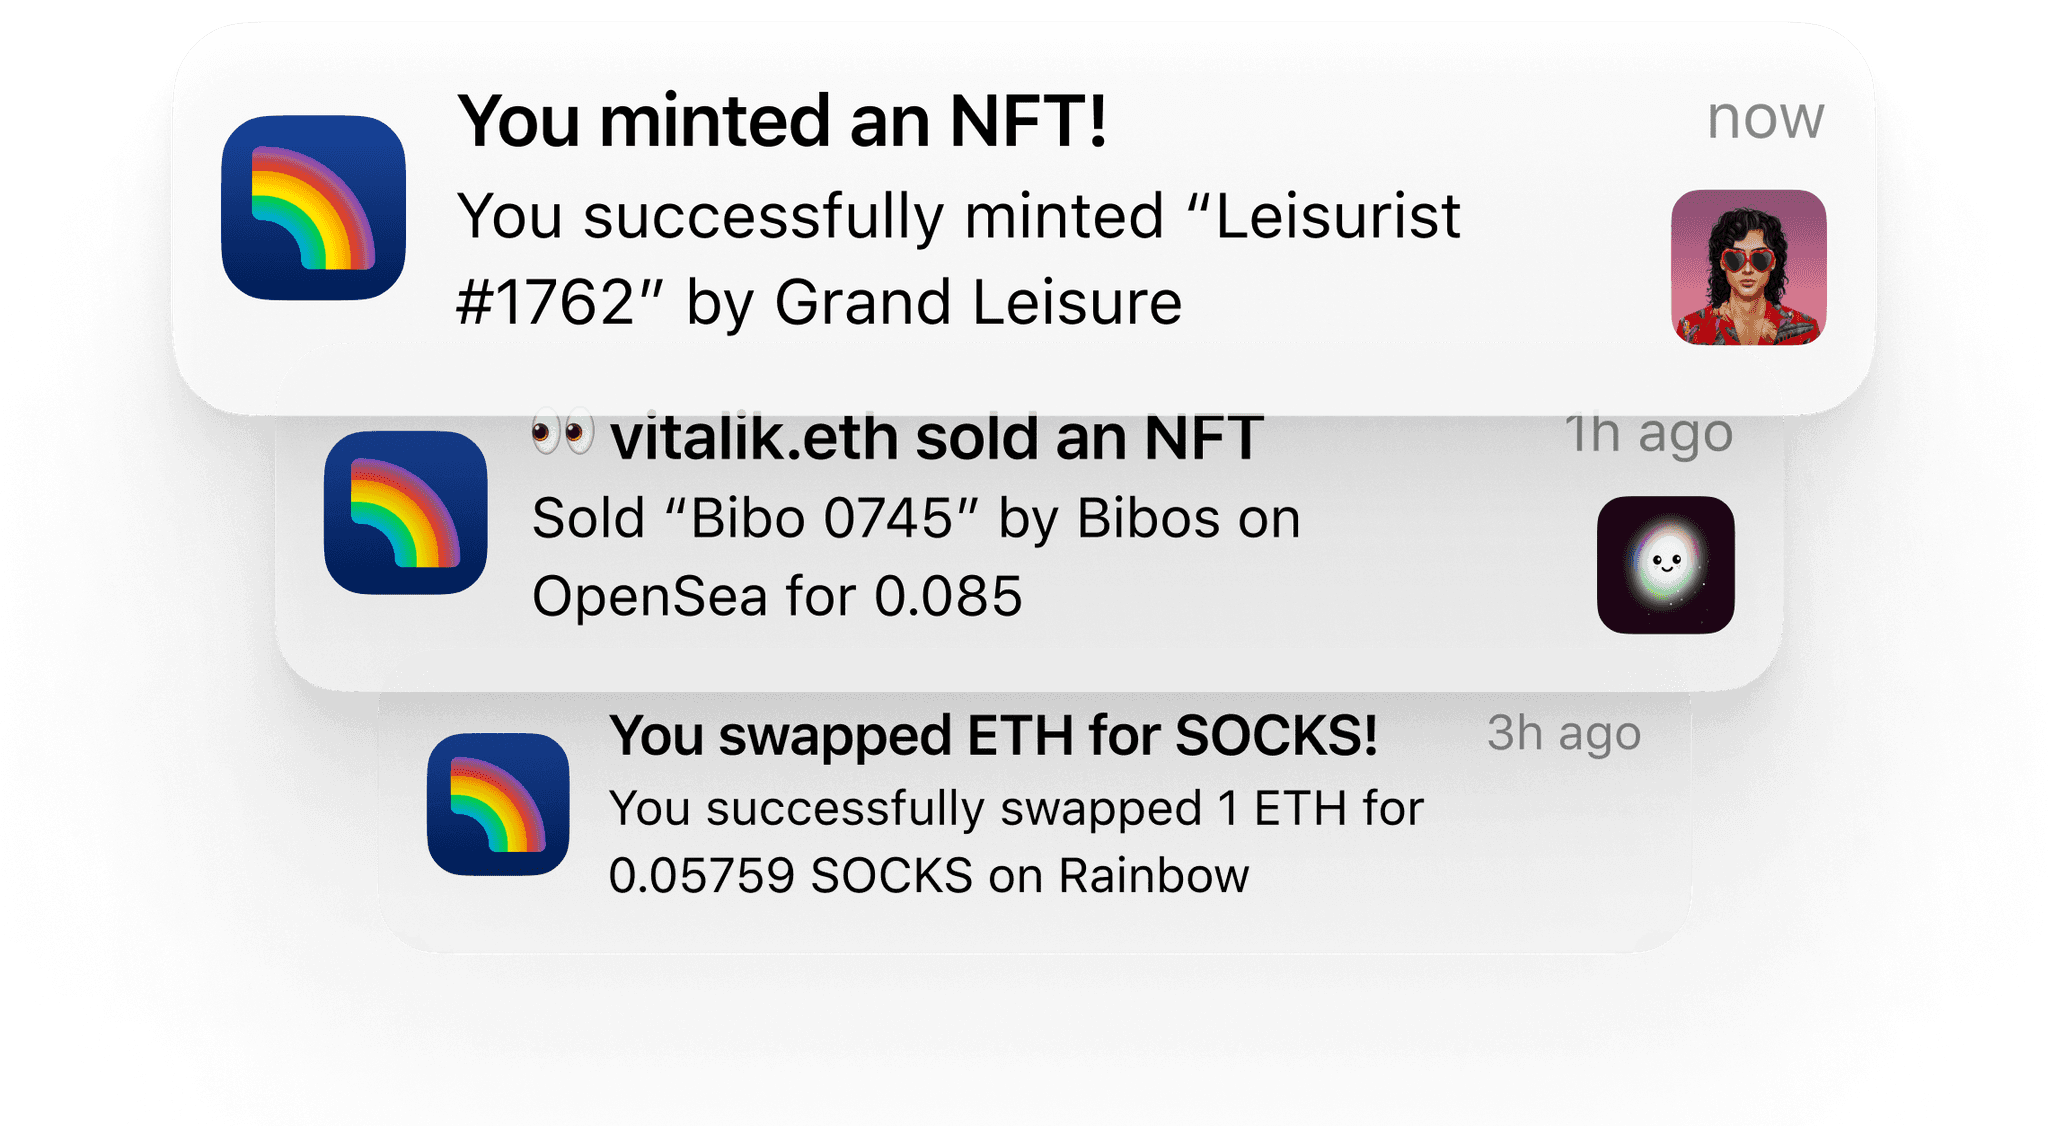 You minted an NFT!
now
You successfully minted “Leisurist
#1762” by Grand Leisure
👀 vitalik.eth sold an NFT
1h ago
Sold “Bibo 0745” by Bibos on
OpenSea for 0.085
You swapped ETH for SOCKS!
3h ago
You successfully swapped 1 ETH for
0.05759 SOCKS on Rainbow